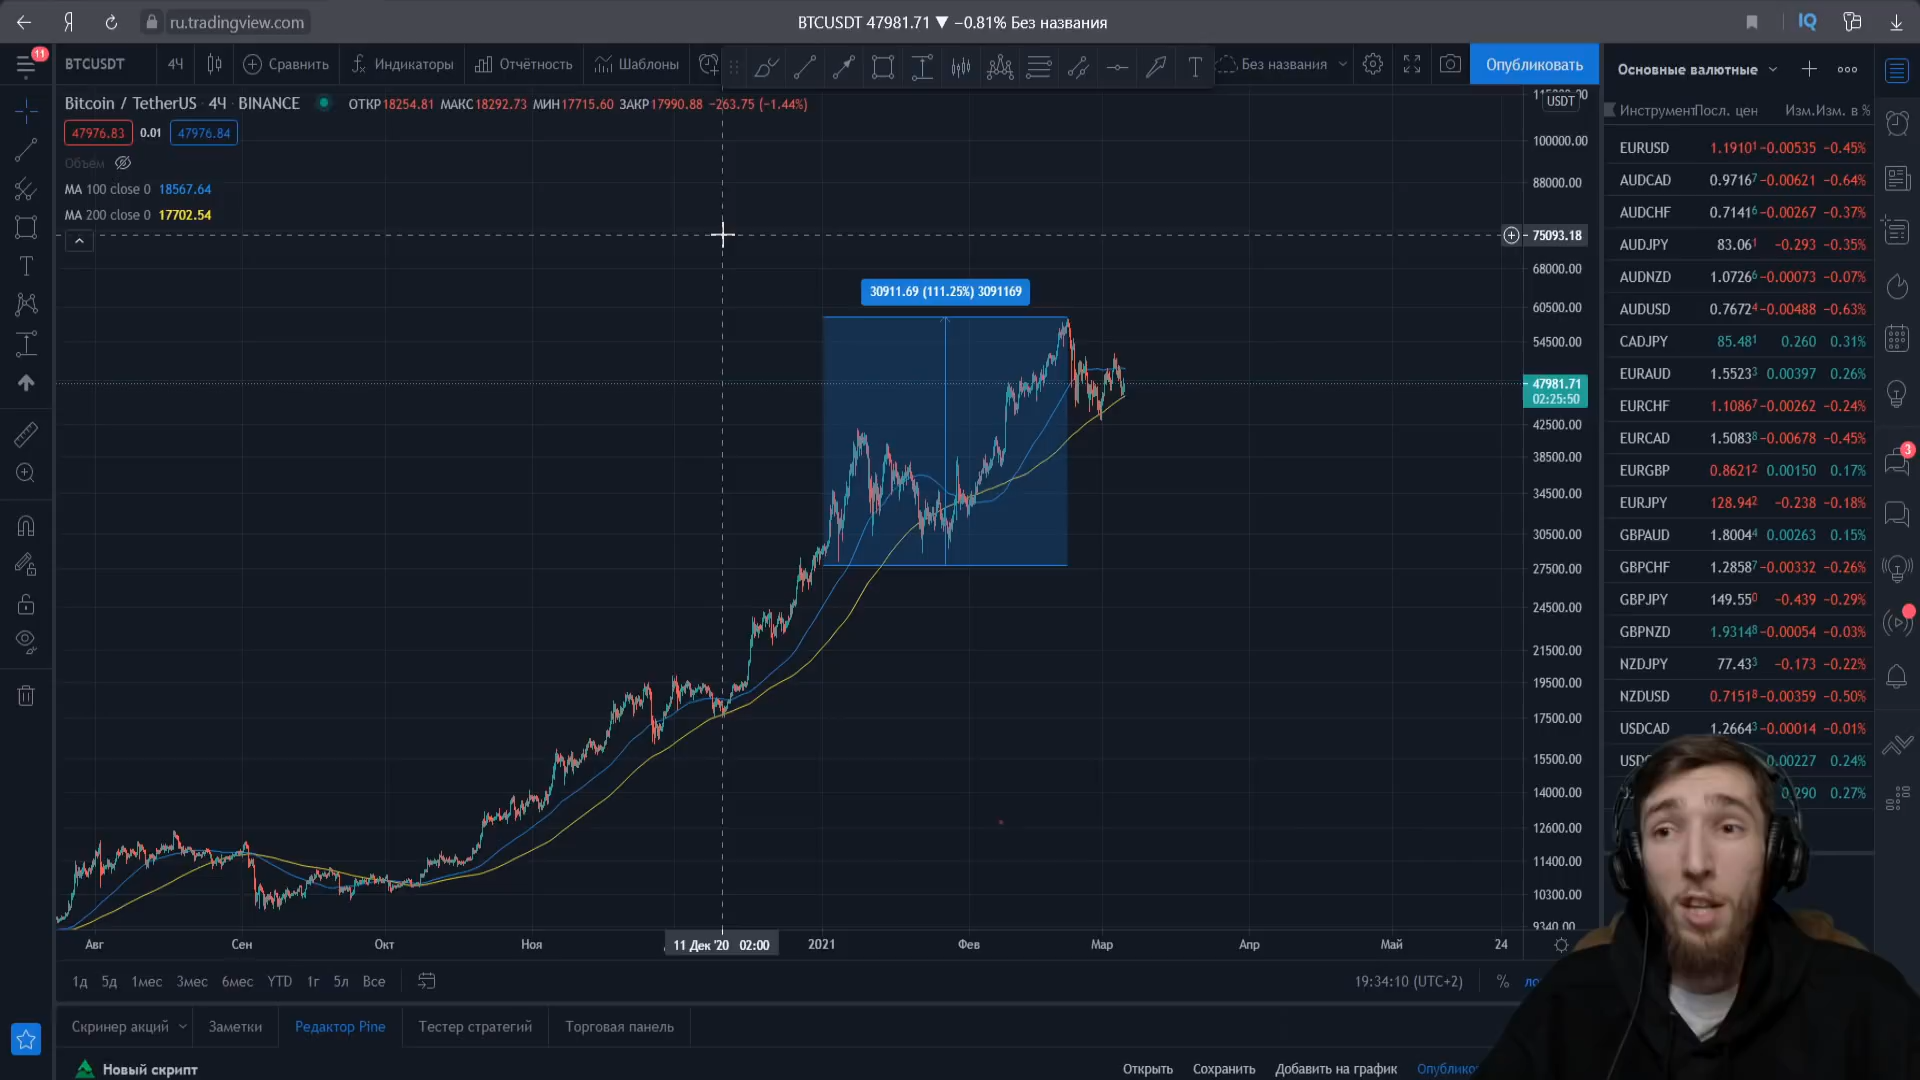 ru.tradingview.com
BTCUSDT 47981.71 ▼ −0.81% Без названия
IQ
11
BTCUSDT
4Ч
Сравнить
Индикаторы
Отчётность
Шаблоны
Без названия
Опубликовать
Основные валютные
Bitcoin / TetherUS · 4Ч · BINANCE
ОТКР18254.81 МАКС18292.73 МИН17715.60 ЗАКР17990.88 −263.75 (−1.44%)
47976.83 0.01 47976.84
Объём
MA 100 close 0 18567.64
MA 200 close 0 17702.54
USDT
100000.00
88000.00
75093.18
68000.00
60500.00
54500.00
47981.71
02:25:50
42500.00
38500.00
34500.00
30500.00
27500.00
24500.00
21500.00
19500.00
17500.00
15500.00
14000.00
12600.00
11400.00
10300.00
9340.00
30911.69 (111.25%) 3091169
Инструмент Посл. цен Изм. Изм. в %
EURUSD 1.19101 −0.00535 −0.45%
AUDCAD 0.97167 −0.00621 −0.64%
AUDCHF 0.71416 −0.00267 −0.37%
AUDJPY 83.061 −0.293 −0.35%
AUDNZD 1.07266 −0.00073 −0.07%
AUDUSD 0.76724 −0.00488 −0.63%
CADJPY 85.481 0.260 0.31%
EURAUD 1.55233 0.00397 0.26%
EURCHF 1.10867 −0.00262 −0.24%
EURCAD 1.50838 −0.00678 −0.45%
EURGBP 0.86212 0.00150 0.17%
EURJPY 128.942 −0.238 −0.18%
GBPAUD 1.80044 0.00263 0.15%
GBPCHF 1.28587 −0.00332 −0.26%
GBPJPY 149.550 −0.439 −0.29%
GBPNZD 1.93148 −0.00054 −0.03%
NZDJPY 77.433 −0.173 −0.22%
NZDUSD 0.71518 −0.00359 −0.50%
USDCAD 1.26643 −0.00014 −0.01%
0.00227 0.24%
0.290 0.27%
3
Авг Сен Окт Ноя 11 Дек '20 02:00 2021 Фев Мар Апр Май 24
1д 5д 1мес 3мес 6мес YTD 1г 5л Все
19:34:10 (UTC+2) %
Скринер акций Заметки Редактор Pine Тестер стратегий Торговая панель
Новый скрипт
Открыть Сохранить Добавить на график